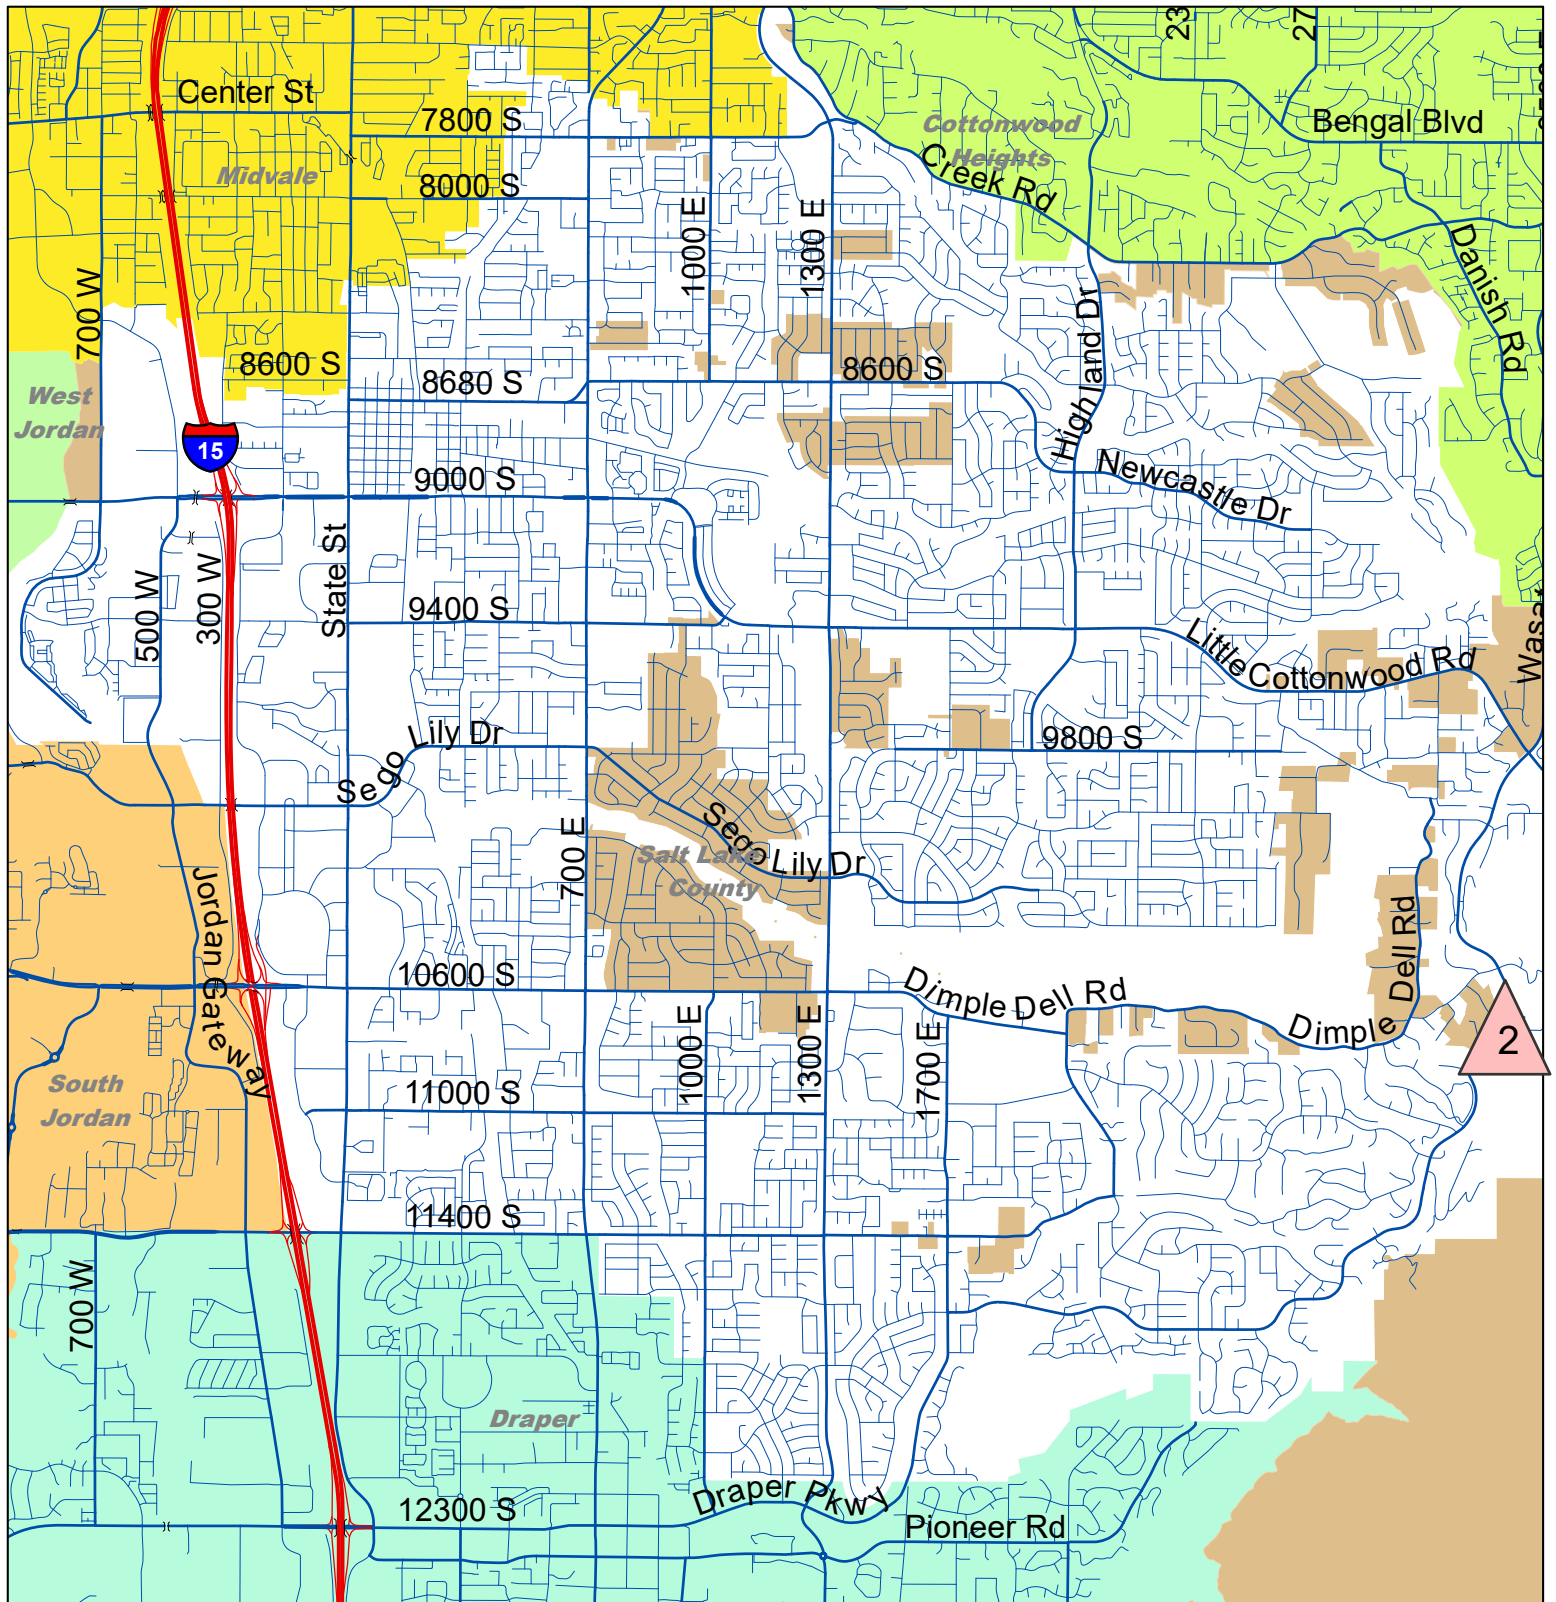 23
27
Center St
7800 S
Bengal Blvd
Cottonwood
Heights
Creek Rd
Midvale
8000 S
1000 E
1300 E
Danish Rd
700 W
Highland Dr
8600 S
8680 S
8600 S
West
Jordan
15
9000 S
Newcastle Dr
State St
500 W
300 W
9400 S
Little Cottonwood Rd
Wasat
Sego Lily Dr
9800 S
700 E
Sego Lily Dr
Salt Lake
County
Jordan Gateway
Dell Rd
10600 S
Dimple Dell Rd
Dimple
1000 E
1300 E
1700 E
2
South
Jordan
11000 S
11400 S
700 W
Draper
12300 S
Draper Pkwy
Pioneer Rd